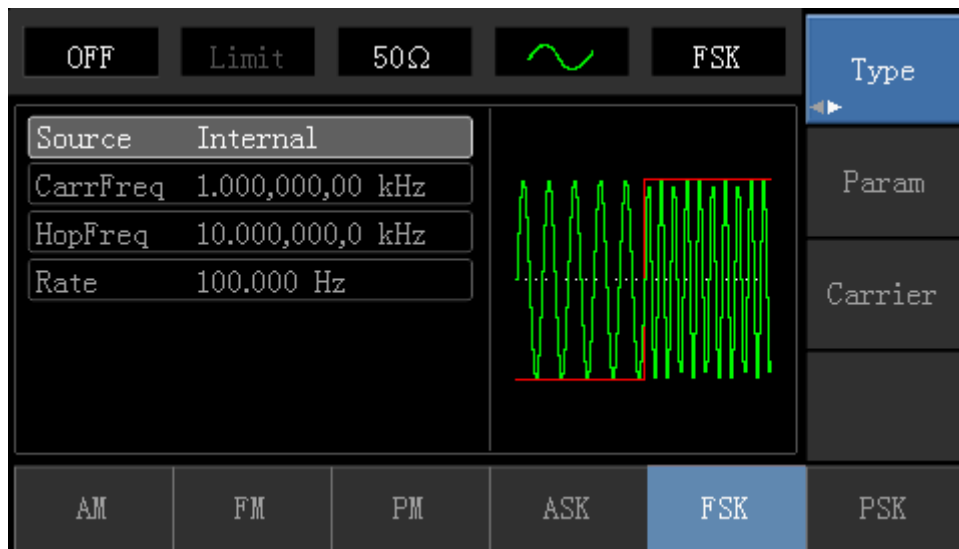 OFF Limit 50Ω FSK
Type
Source Internal
CarrFreq 1.000,000,00 kHz
Param
HopFreq 10.000,000,0 kHz
Rate 100.000 Hz
Carrier
AM FM PM ASK FSK PSK